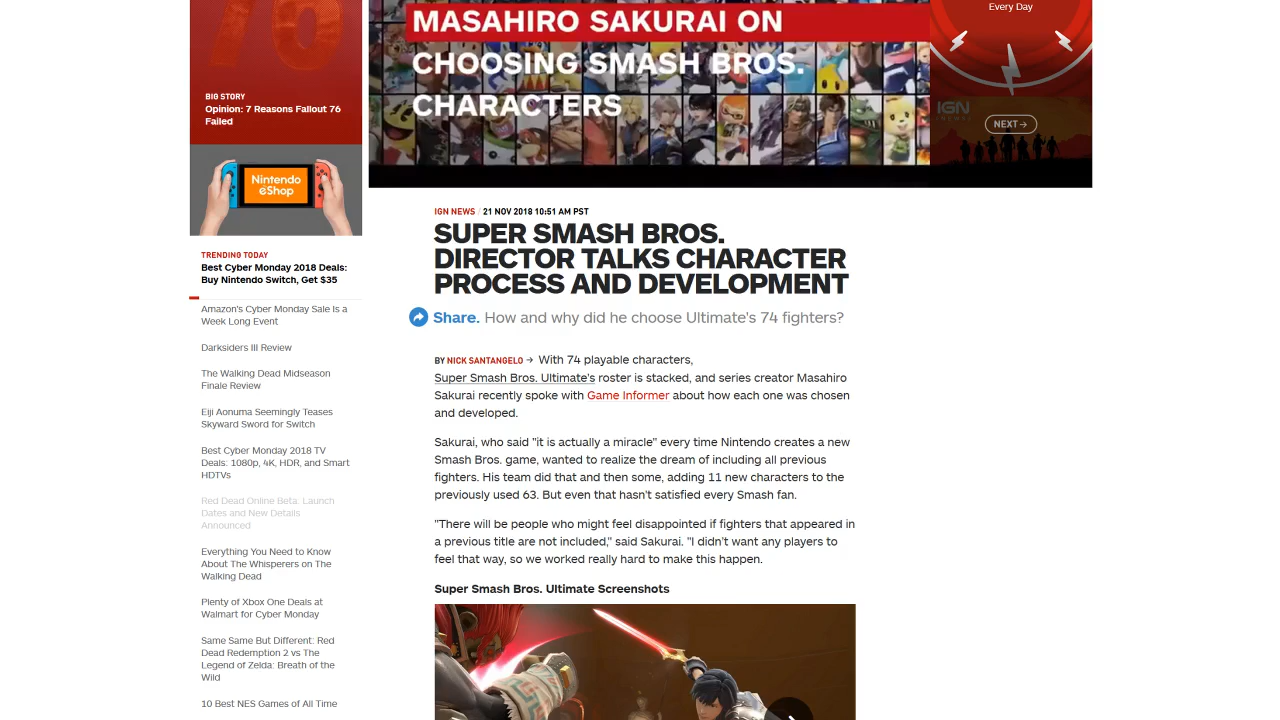 76
BIG STORY
Opinion: 7 Reasons Fallout 76
Failed
Nintendo
eShop
TRENDING TODAY
Best Cyber Monday 2018 Deals:
Buy Nintendo Switch, Get $35
Amazon's Cyber Monday Sale Is a
Week Long Event
Darksiders III Review
The Walking Dead Midseason
Finale Review
Eiji Aonuma Seemingly Teases
Skyward Sword for Switch
Best Cyber Monday 2018 TV
Deals: 1080p, 4K, HDR, and Smart
HDTVs
Red Dead Online Beta: Launch
Dates and New Details
Announced
Everything You Need to Know
About The Whisperers on The
Walking Dead
Plenty of Xbox One Deals at
Walmart for Cyber Monday
Same Same But Different: Red
Dead Redemption 2 vs The
Legend of Zelda: Breath of the
Wild
10 Best NES Games of All Time
MASAHIRO SAKURAI ON
CHOOSING SMASH BROS.
CHARACTERS
Every Day
IGN
NEWS
NEXT→
IGN NEWS / 21 NOV 2018 10:51 AM PST
SUPER SMASH BROS.
DIRECTOR TALKS CHARACTER
PROCESS AND DEVELOPMENT
Share. How and why did he choose Ultimate's 74 fighters?
BY NICK SANTANGELO → With 74 playable characters,
Super Smash Bros. Ultimate's roster is stacked, and series creator Masahiro
Sakurai recently spoke with Game Informer about how each one was chosen
and developed.
Sakurai, who said "it is actually a miracle" every time Nintendo creates a new
Smash Bros. game, wanted to realize the dream of including all previous
fighters. His team did that and then some, adding 11 new characters to the
previously used 63. But even that hasn't satisfied every Smash fan.
"There will be people who might feel disappointed if fighters that appeared in
a previous title are not included," said Sakurai. "I didn't want any players to
feel that way, so we worked really hard to make this happen.
Super Smash Bros. Ultimate Screenshots